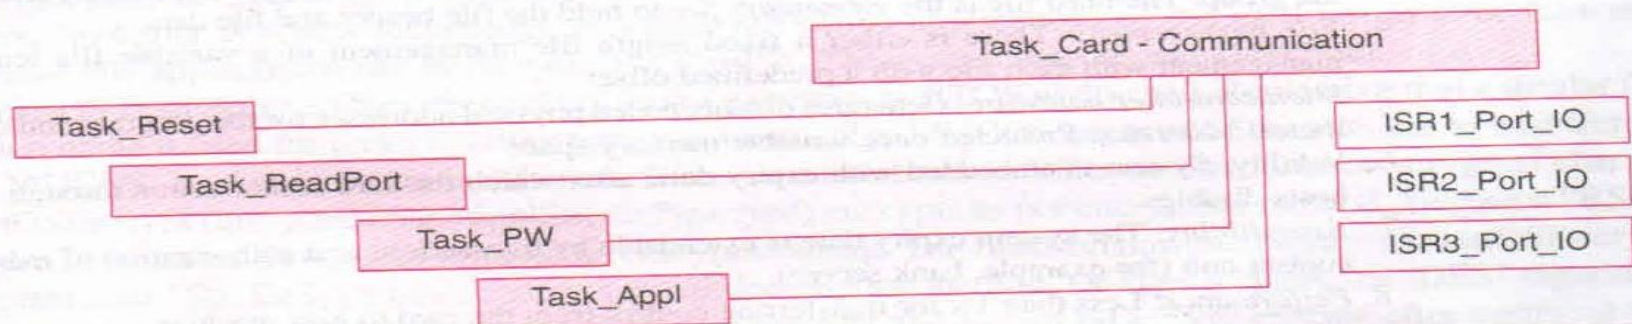 Task_Card - Communication
Task_Reset
ISR1_Port_IO
Task_ReadPort
ISR2_Port_IO
Task_PW
ISR3_Port_IO
Task_Appl